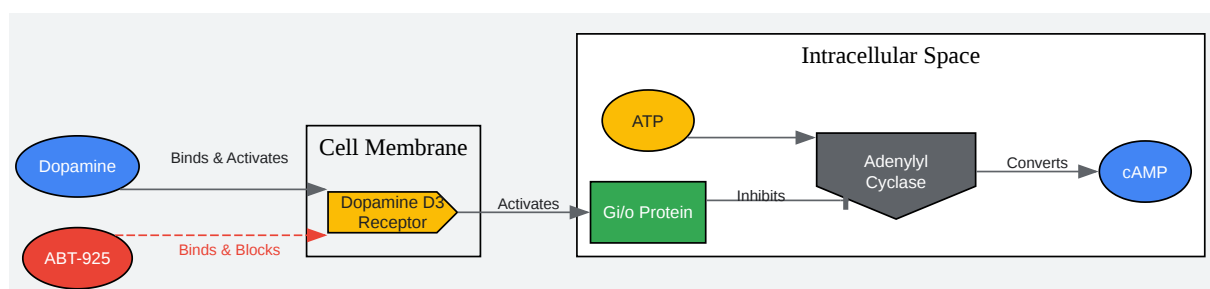 Intracellular Space
ATP
Cell Membrane
Dopamine
Binds & Activates
Adenylyl
Cyclase
Converts
cAMP
Dopamine D3
Receptor
Activates
Gi/o Protein
Inhibits
ABT-925
Binds & Blocks